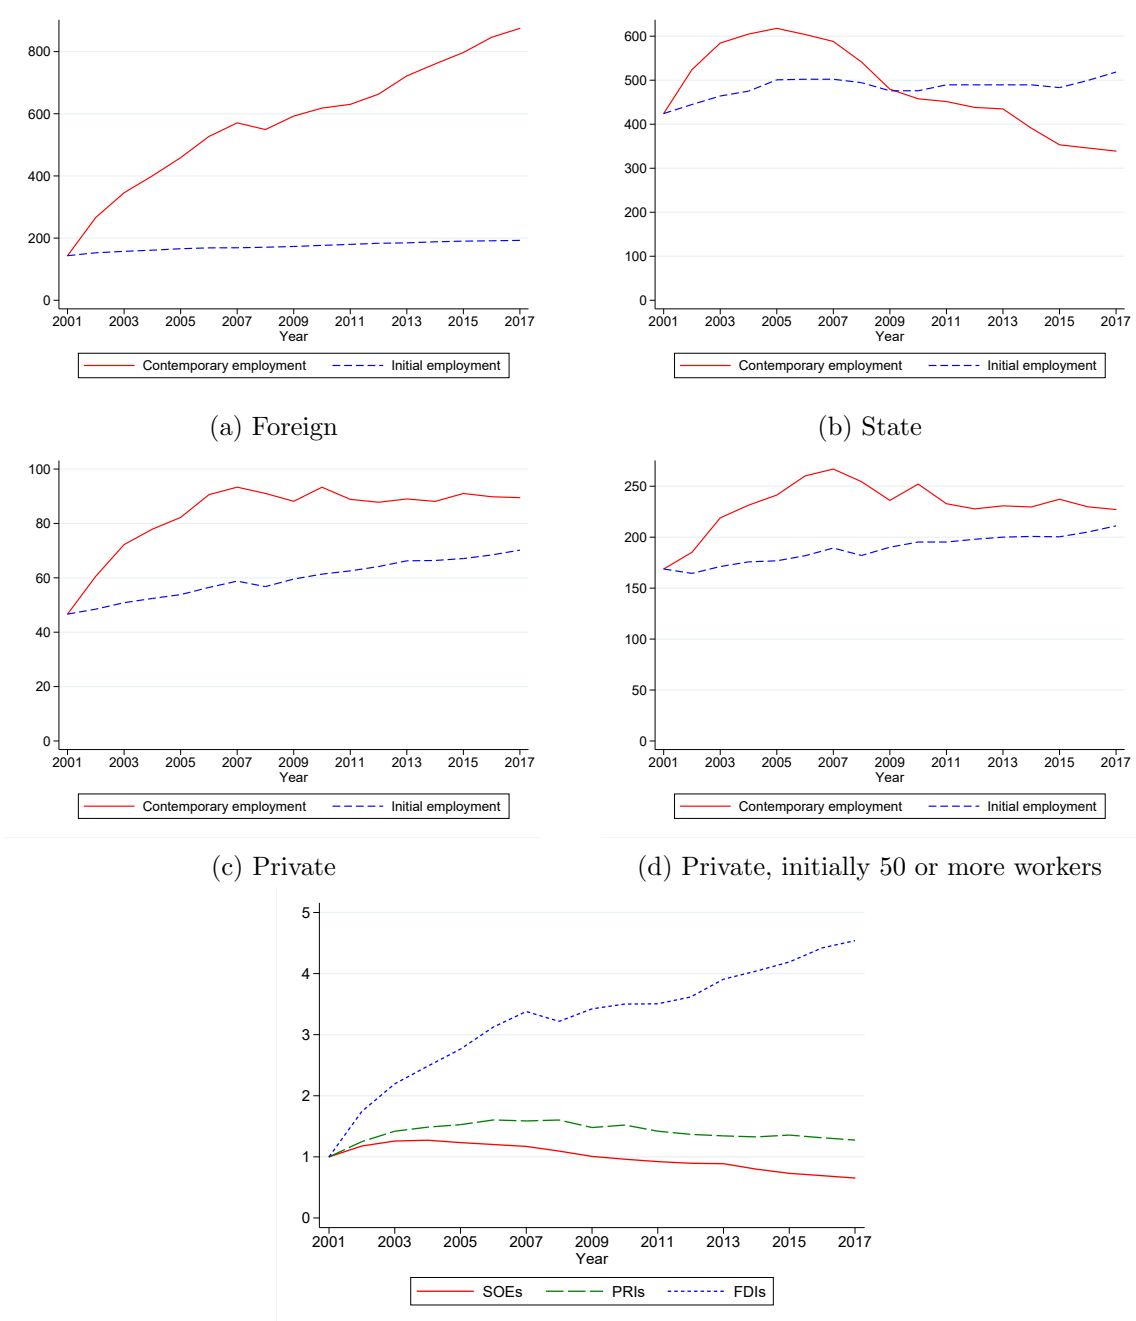 800
600
400
200
0
2001 2003 2005 2007 2009 2011 2013 2015 2017
Year
Contemporary employment Initial employment
(a) Foreign
600
500
400
300
200
100
0
2001 2003 2005 2007 2009 2011 2013 2015 2017
Year
Contemporary employment Initial employment
(b) State
100
80
60
40
20
0
2001 2003 2005 2007 2009 2011 2013 2015 2017
Year
Contemporary employment Initial employment
(c) Private
250
200
150
100
50
0
2001 2003 2005 2007 2009 2011 2013 2015 2017
Year
Contemporary employment Initial employment
(d) Private, initially 50 or more workers
5
4
3
2
1
0
2001 2003 2005 2007 2009 2011 2013 2015 2017
Year
SOEs PRIs FDIs